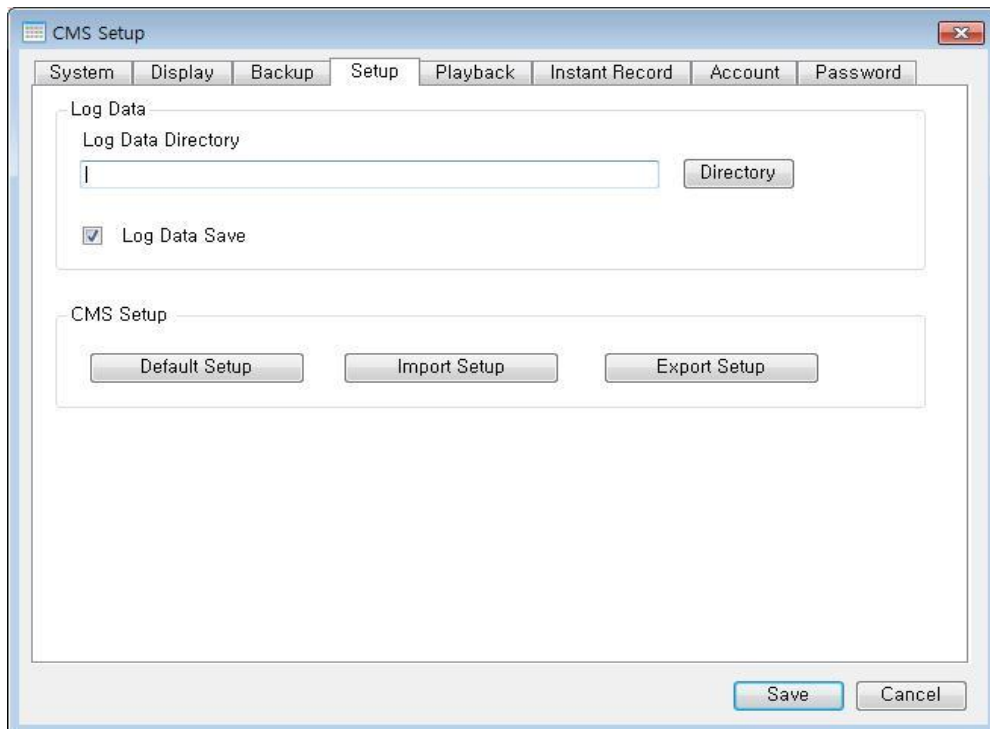 CMS Setup
System Display Backup Setup Playback Instant Record Account Password
Log Data
Log Data Directory
Directory
Log Data Save
CMS Setup
Default Setup Import Setup Export Setup
Save Cancel